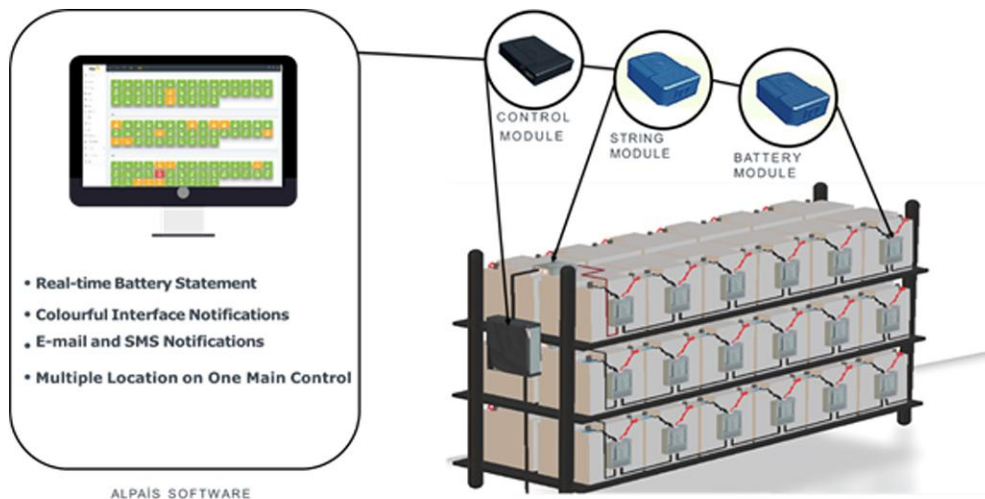 CONTROL
MODULE
STRING
MODULE
BATTERY
MODULE
• Real-time Battery Statement
• Colourful Interface Notifications
• E-mail and SMS Notifications
• Multiple Location on One Main Control
ALPAİS SOFTWARE